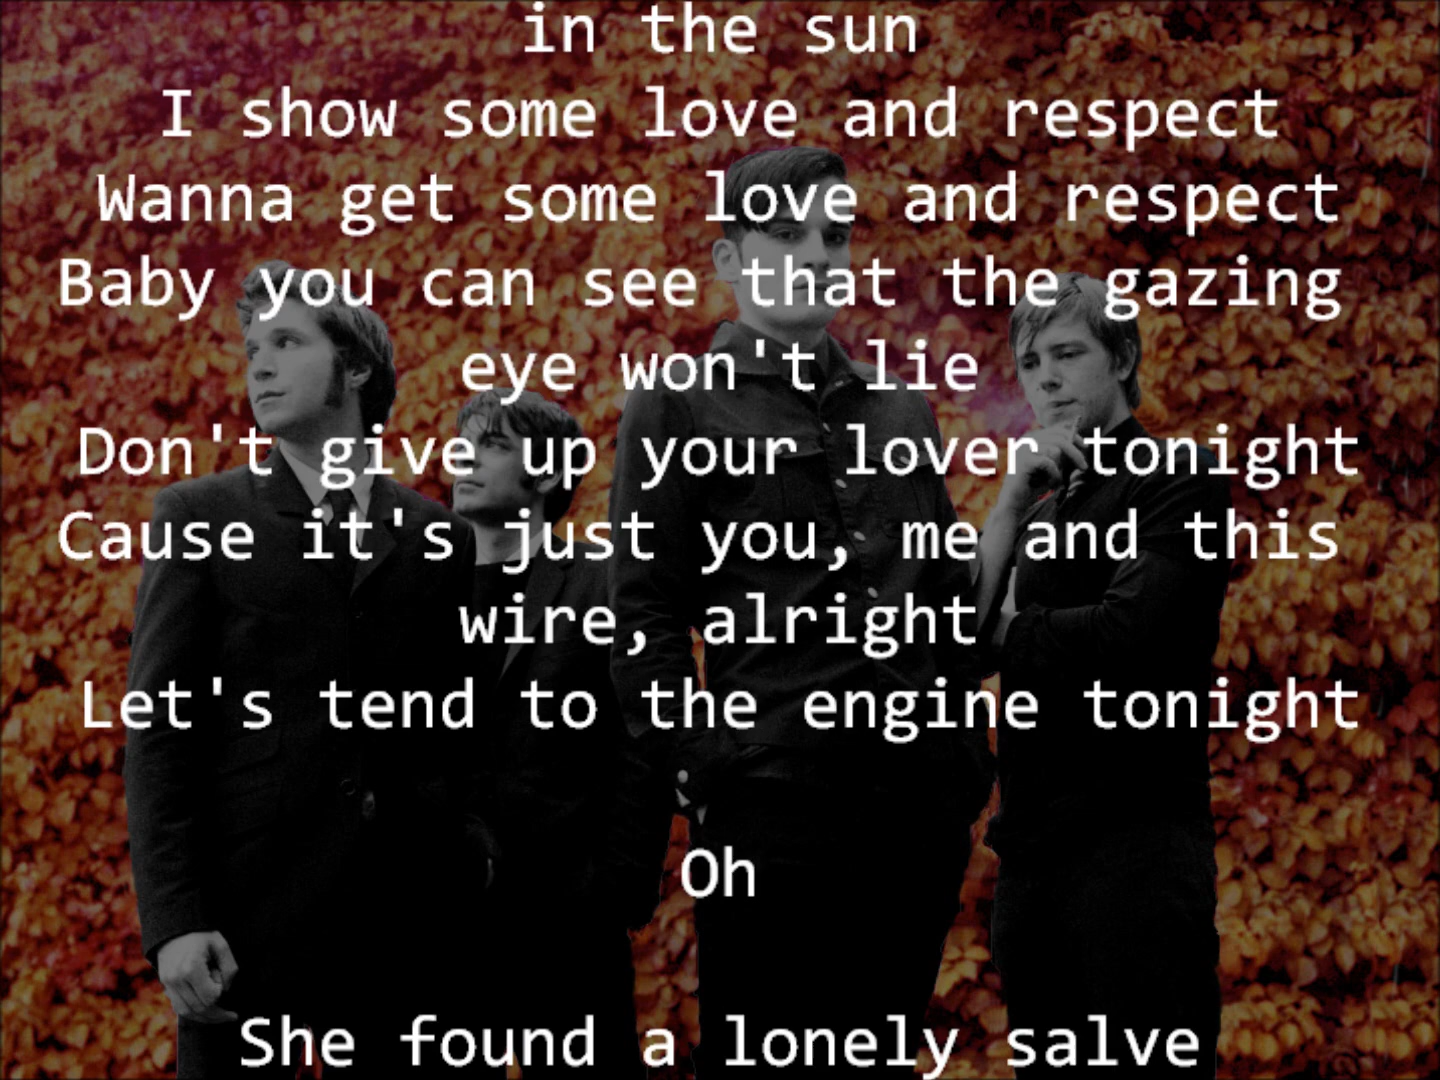 in the sun
I show some love and respect
Wanna get some love and respect
Baby you can see that the gazing
eye won't lie
Don't give up your lover tonight
Cause it's just you, me and this
wire, alright
Let's tend to the engine tonight
Oh
She found a lonely salve